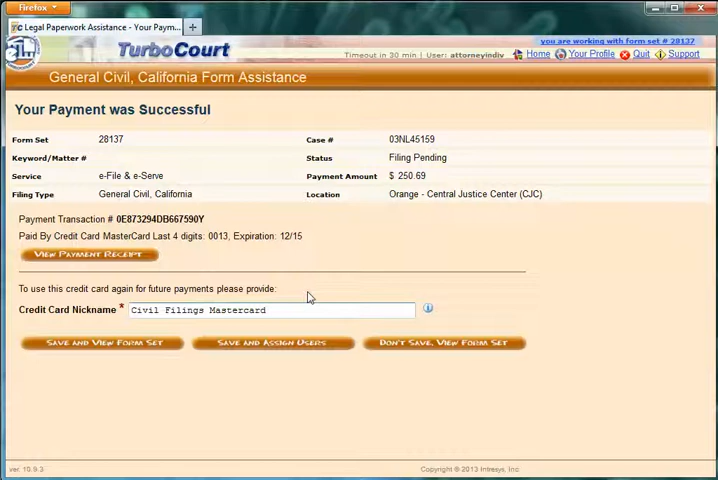 Firefox
Legal Paperwork Assistance - Your Paym...
you are working with form set # 28137
TurboCourt
Timeout in 30 min | User: attorneyindiv
Home Your Profile Quit Support
General Civil, California Form Assistance
Your Payment was Successful
Form Set 28137 Case # 03NL45159
Keyword/Matter # Status Filing Pending
Service e-File & e-Serve Payment Amount $ 250.69
Filing Type General Civil, California Location Orange - Central Justice Center (CJC)
Payment Transaction # 0E873294DB667590Y
Paid By Credit Card MasterCard Last 4 digits: 0013, Expiration: 12/15
View Payment Receipt
To use this credit card again for future payments please provide:
Credit Card Nickname * Civil Filings Mastercard
Save and View Form Set Save and Assign Users Don't Save, View Form Set
ver. 10.9.3 Copyright © 2013 Intresys, Inc.